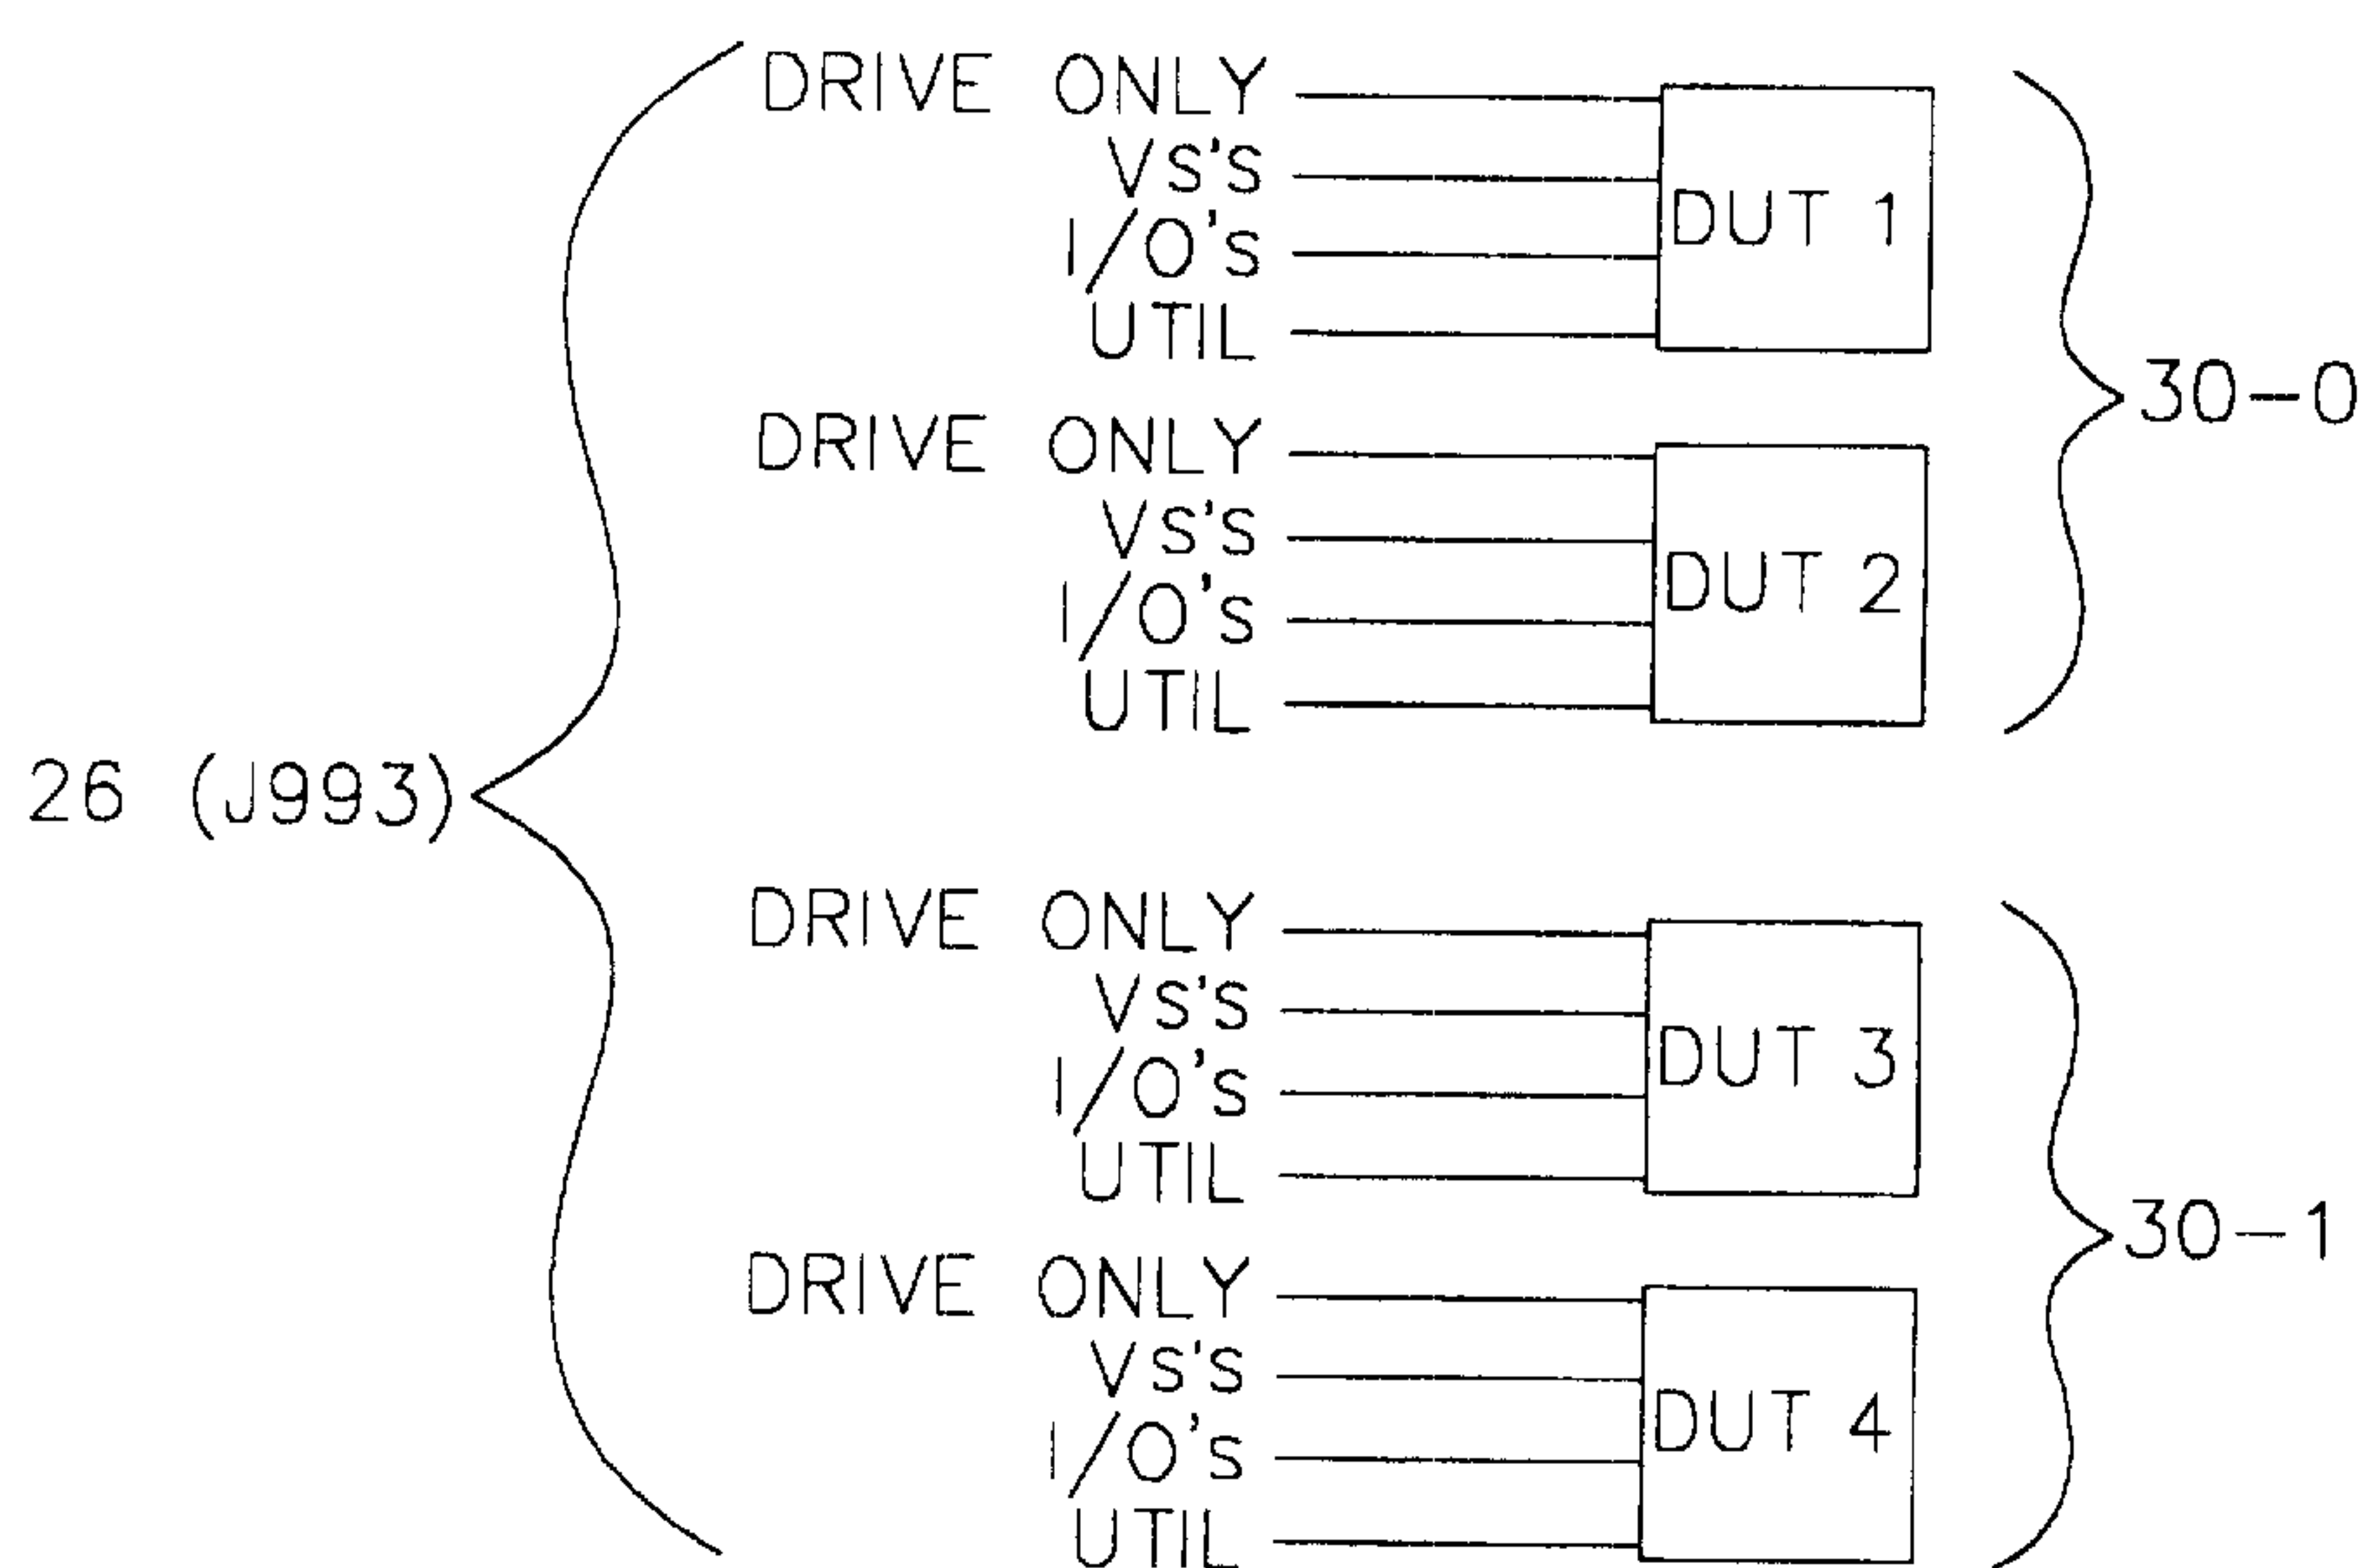 DRIVE ONLY
VS'S
I/O'S
UTIL
DUT 1
DRIVE ONLY
VS'S
I/O'S
UTIL
DUT 2
30-0
26 (J993)
DRIVE ONLY
VS'S
I/O'S
UTIL
DUT 3
DRIVE ONLY
VS'S
I/O'S
UTIL
DUT 4
30-1